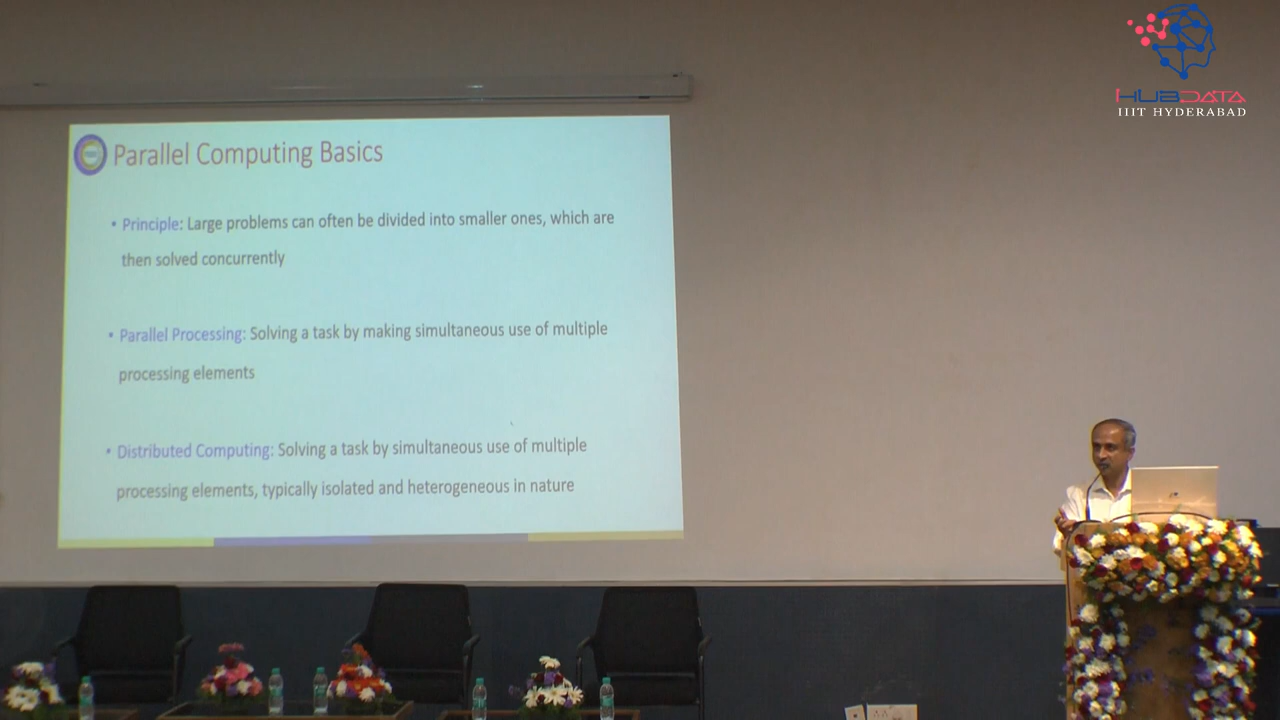 iHUBDATA
IIIT HYDERABAD
Parallel Computing Basics
• Principle: Large problems can often be divided into smaller ones, which are
then solved concurrently
• Parallel Processing: Solving a task by making simultaneous use of multiple
processing elements
• Distributed Computing: Solving a task by simultaneous use of multiple
processing elements, typically isolated and heterogeneous in nature